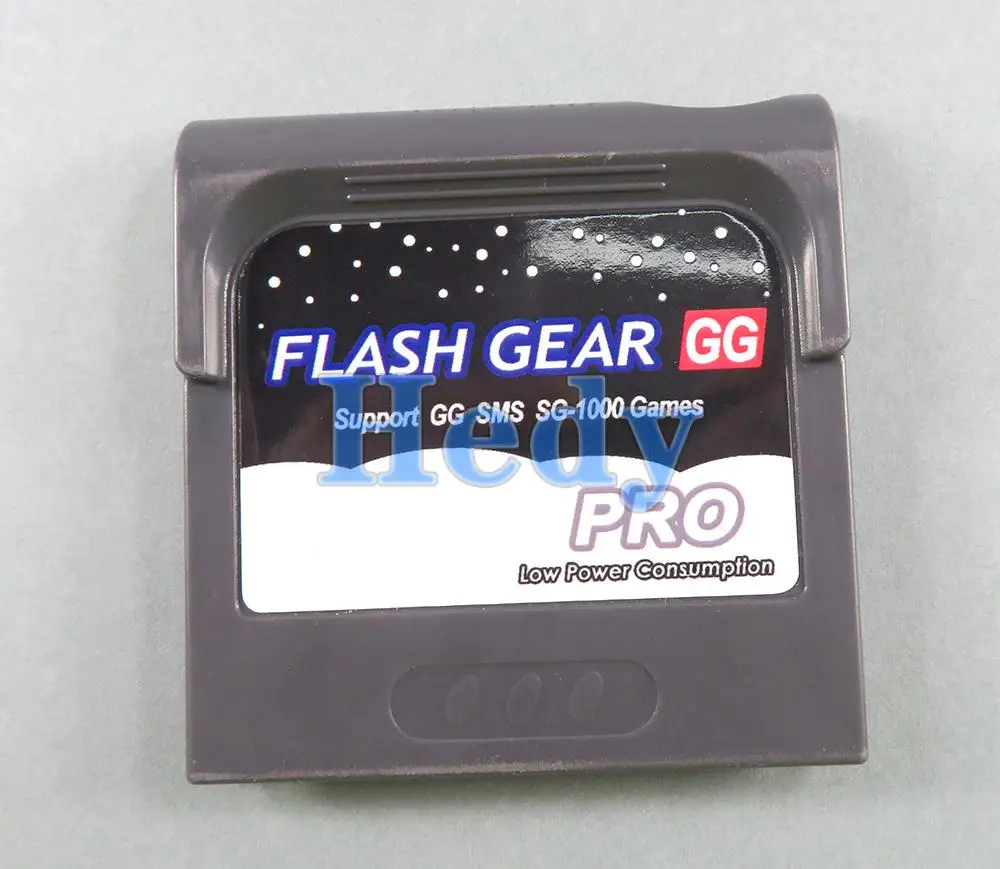 FLASH GEAR GG
Support GG SMS SG-1000 Games
Hedy
PRO
Low Power Consumption